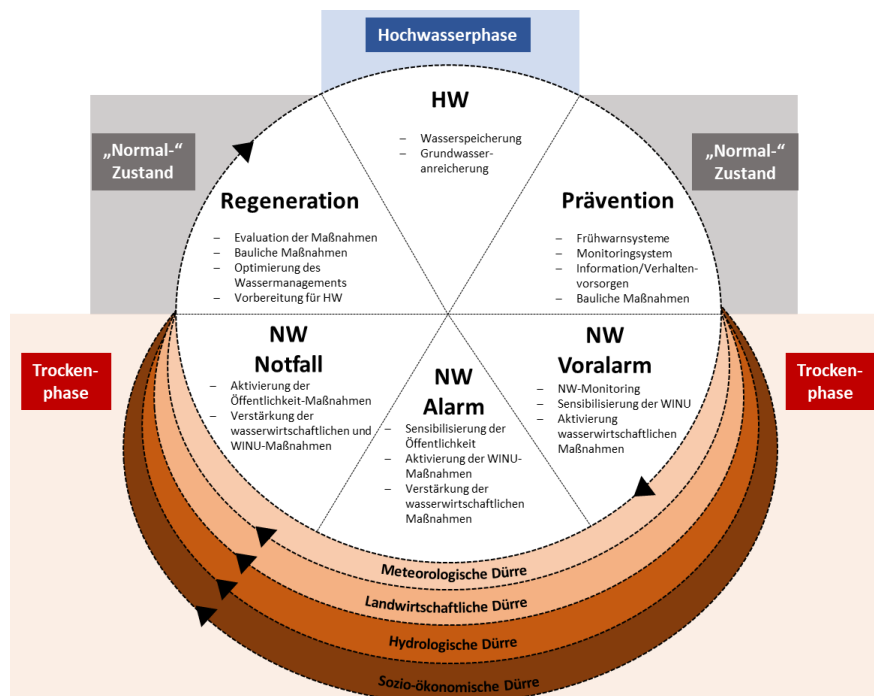 Hochwasserphase
HW
– Wasserspeicherung
– Grundwasser-
anreicherung
„Normal-“
Zustand
„Normal-“
Zustand
Regeneration
– Evaluation der Maßnahmen
– Bauliche Maßnahmen
– Optimierung des
Wassermanagements
– Vorbereitung für HW
Prävention
– Frühwarnsysteme
– Monitoringsystem
– Information/Verhalten-
vorsorgen
– Bauliche Maßnahmen
Trocken-
phase
NW
Notfall
– Aktivierung der
Öffentlichkeit-Maßnahmen
– Verstärkung der
wasserwirtschaftlichen und
WINU-Maßnahmen
NW
Alarm
– Sensibilisierung der
Öffentlichkeit
– Aktivierung der WINU-
Maßnahmen
– Verstärkung der
wasserwirtschaftlichen
Maßnahmen
NW
Voralarm
– NW-Monitoring
– Sensibilisierung der WINU
– Aktivierung
wasserwirtschaftlichen
Maßnahmen
Trocken-
phase
Meteorologische Dürre
Landwirtschaftliche Dürre
Hydrologische Dürre
Sozio-ökonomische Dürre